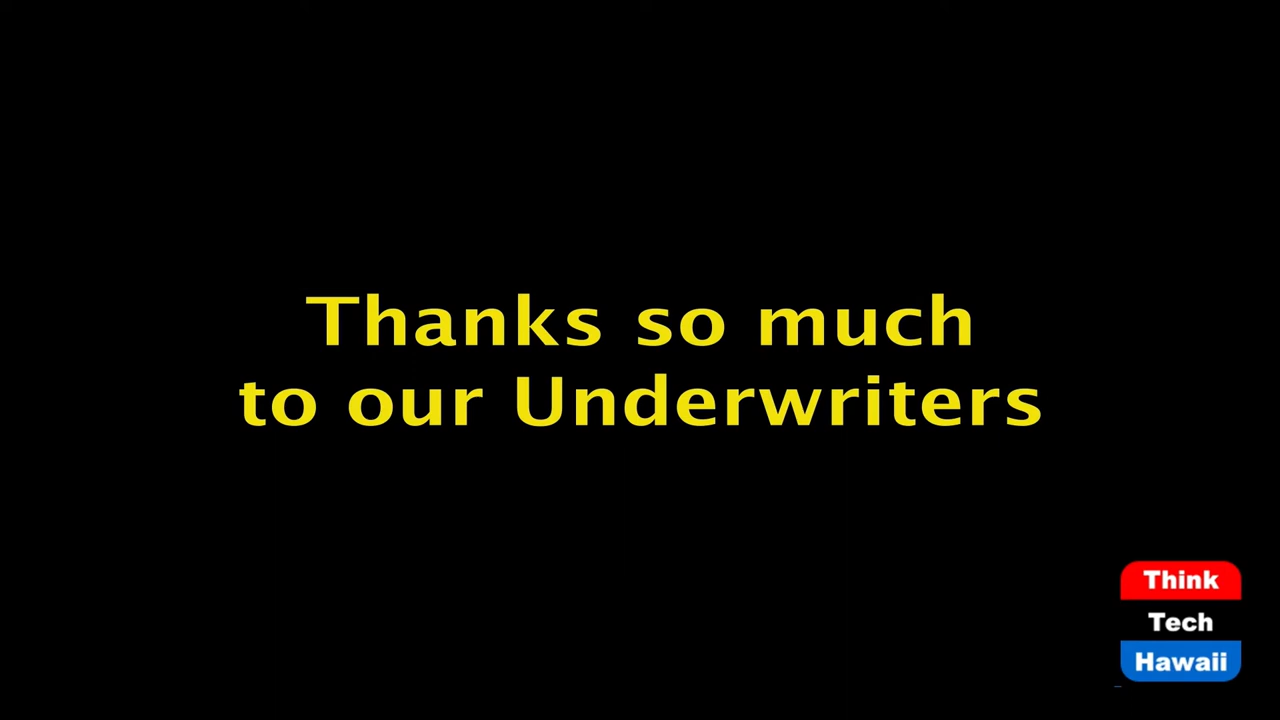 Thanks so much
to our Underwriters
Think
Tech
Hawaii